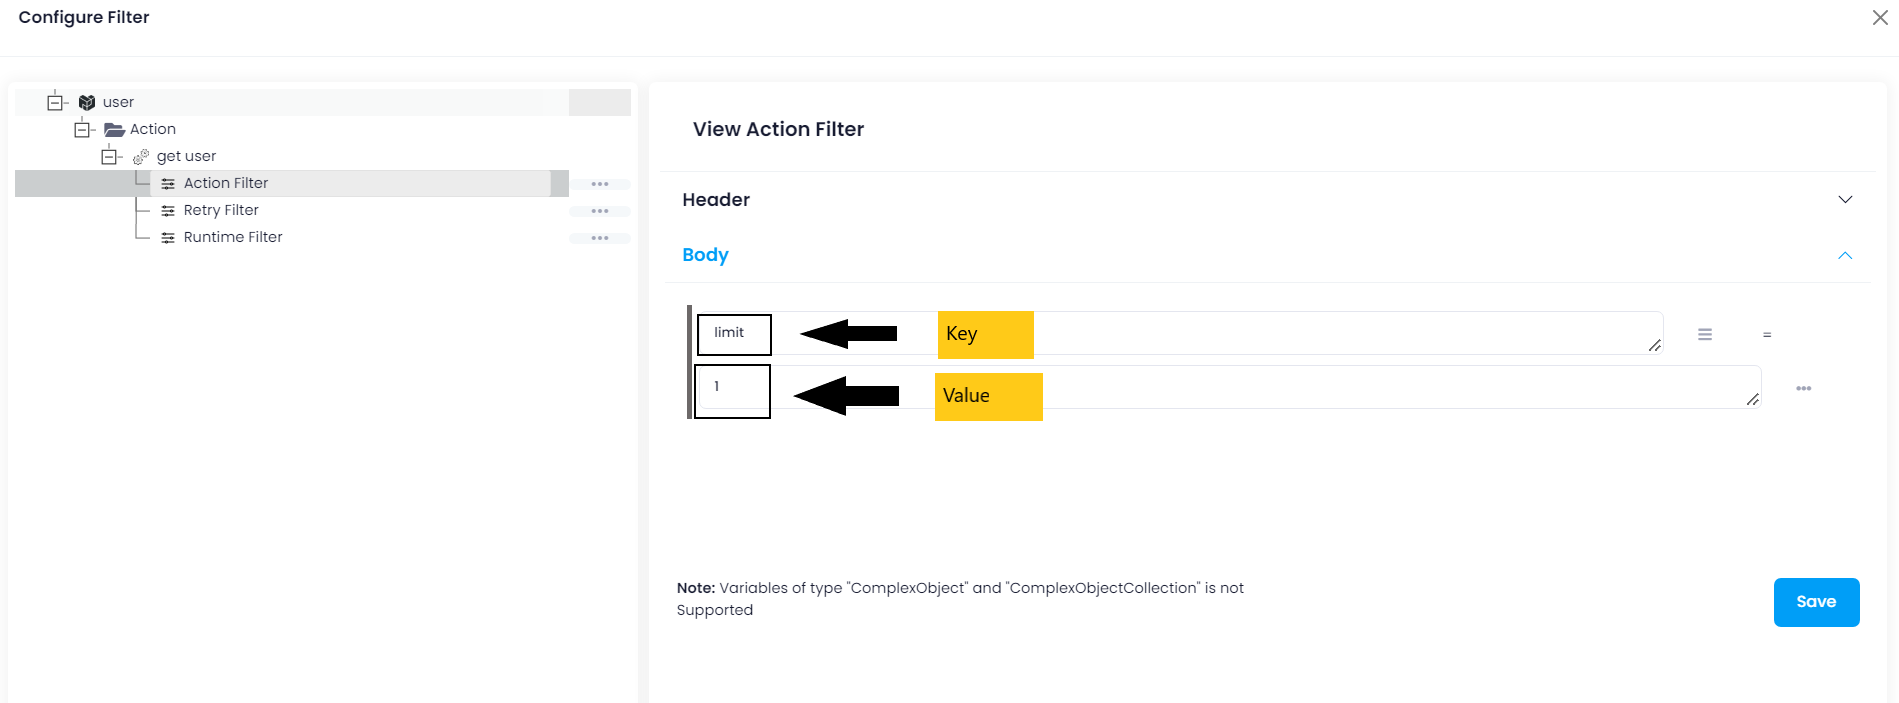 Configure Filter
user
Action
get user
Action Filter
Retry Filter
Runtime Filter
View Action Filter
Header
Body
limit
Key
=
1
Value
Note: Variables of type "ComplexObject" and "ComplexObjectCollection" is not
Supported
Save